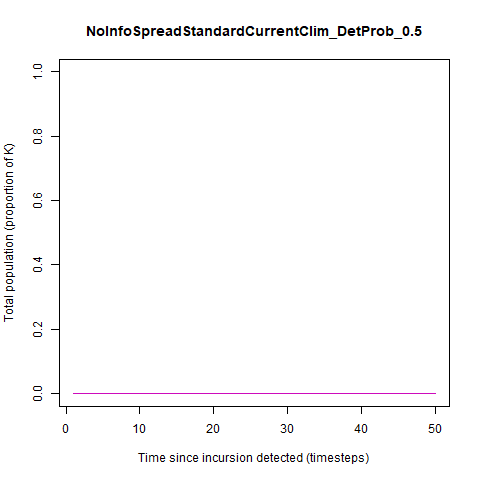 NoInfoSpreadStandardCurrentClim_DetProb_0.5
Total population (proportion of K)
1.0
0.8
0.6
0.4
0.2
0.0
0 10 20 30 40 50
Time since incursion detected (timesteps)